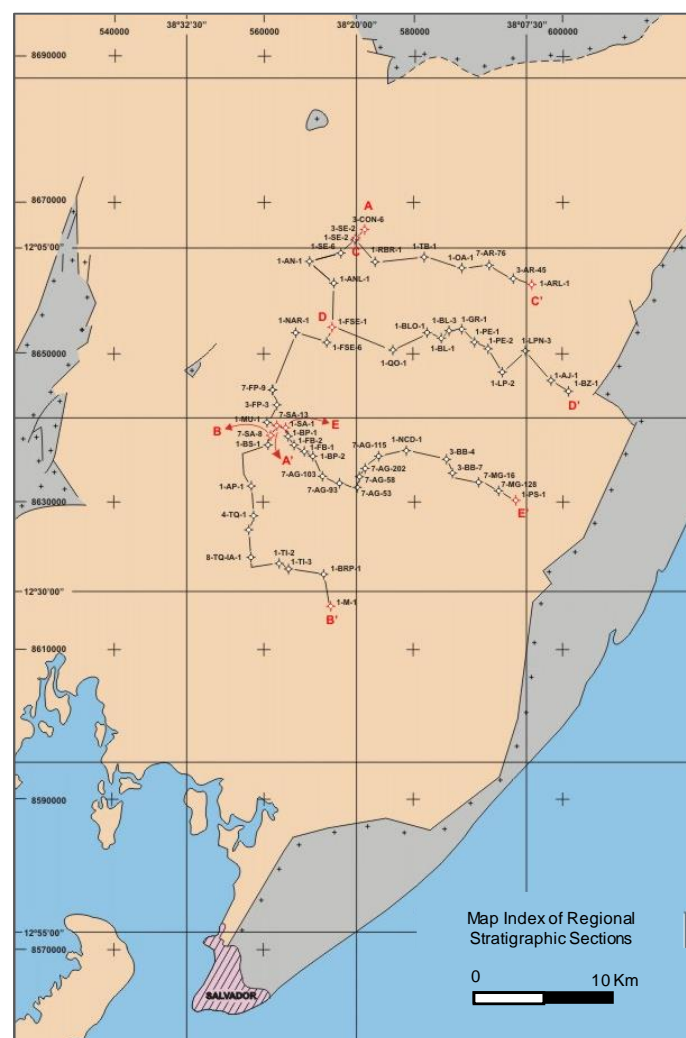 38°32'30"
38°20'00"
38°07'30"
540000
560000
580000
600000
8690000
8670000
A
3-CON-6
3-SE-2
1-SE-2
12°05'00"
1-SE-6
C
1-TB-1
7-AR-76
1-AN-1
1-RBR-1
1-OA-1
3-AR-45
1-ANL-1
1-ARL-1
C'
D
1-FSE-1
1-NAR-1
1-BLO-1
1-BL-3
1-GR-1
1-PE-1
8650000
1-FSE-6
1-BL-1
1-PE-2
1-LPN-3
1-QO-1
1-LP-2
1-AJ-1
7-FP-9
1-BZ-1
3-FP-3
D'
7-SA-13
1-MU-1
1-SA-1
E
B
7-SA-8
1-BP-1
1-BS-1
1-FB-2
1-FB-1
7-AG-115
1-NCD-1
A'
1-BP-2
3-BB-4
7-AG-202
7-AG-103
7-AG-58
3-BB-7
7-MG-16
1-AP-1
7-AG-93
7-MG-128
7-AG-53
1-PS-1
8630000
E'
4-TQ-1
8-TQ-IA-1
1-TI-2
1-TI-3
1-BRP-1
12°30'00"
1-M-1
B'
8610000
8590000
12°55'00"
8570000
SALVADOR
Map Index of Regional
Stratigraphic Sections
0
10 Km